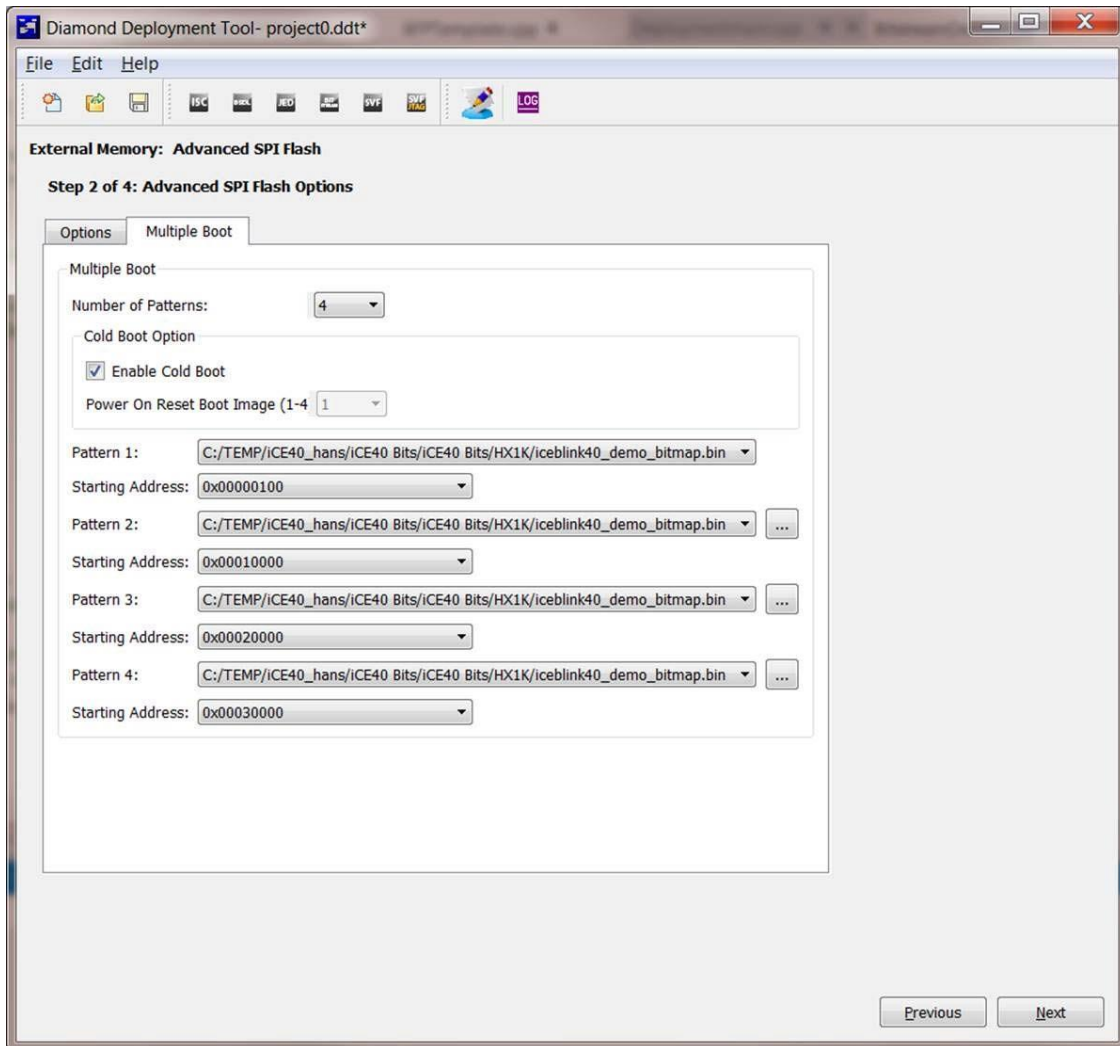 Diamond Deployment Tool- project0.ddt*
File Edit Help
ISC BSDL JED SVF SVF JTAG LOG
External Memory: Advanced SPI Flash
Step 2 of 4: Advanced SPI Flash Options
Options Multiple Boot
Multiple Boot
Number of Patterns: 4
Cold Boot Option
Enable Cold Boot
Power On Reset Boot Image (1-4 1
Pattern 1: C:/TEMP/iCE40_hans/iCE40 Bits/iCE40 Bits/HX1K/iceblink40_demo_bitmap.bin
Starting Address: 0x00000100
Pattern 2: C:/TEMP/iCE40_hans/iCE40 Bits/iCE40 Bits/HX1K/iceblink40_demo_bitmap.bin ...
Starting Address: 0x00010000
Pattern 3: C:/TEMP/iCE40_hans/iCE40 Bits/iCE40 Bits/HX1K/iceblink40_demo_bitmap.bin ...
Starting Address: 0x00020000
Pattern 4: C:/TEMP/iCE40_hans/iCE40 Bits/iCE40 Bits/HX1K/iceblink40_demo_bitmap.bin ...
Starting Address: 0x00030000
Previous Next